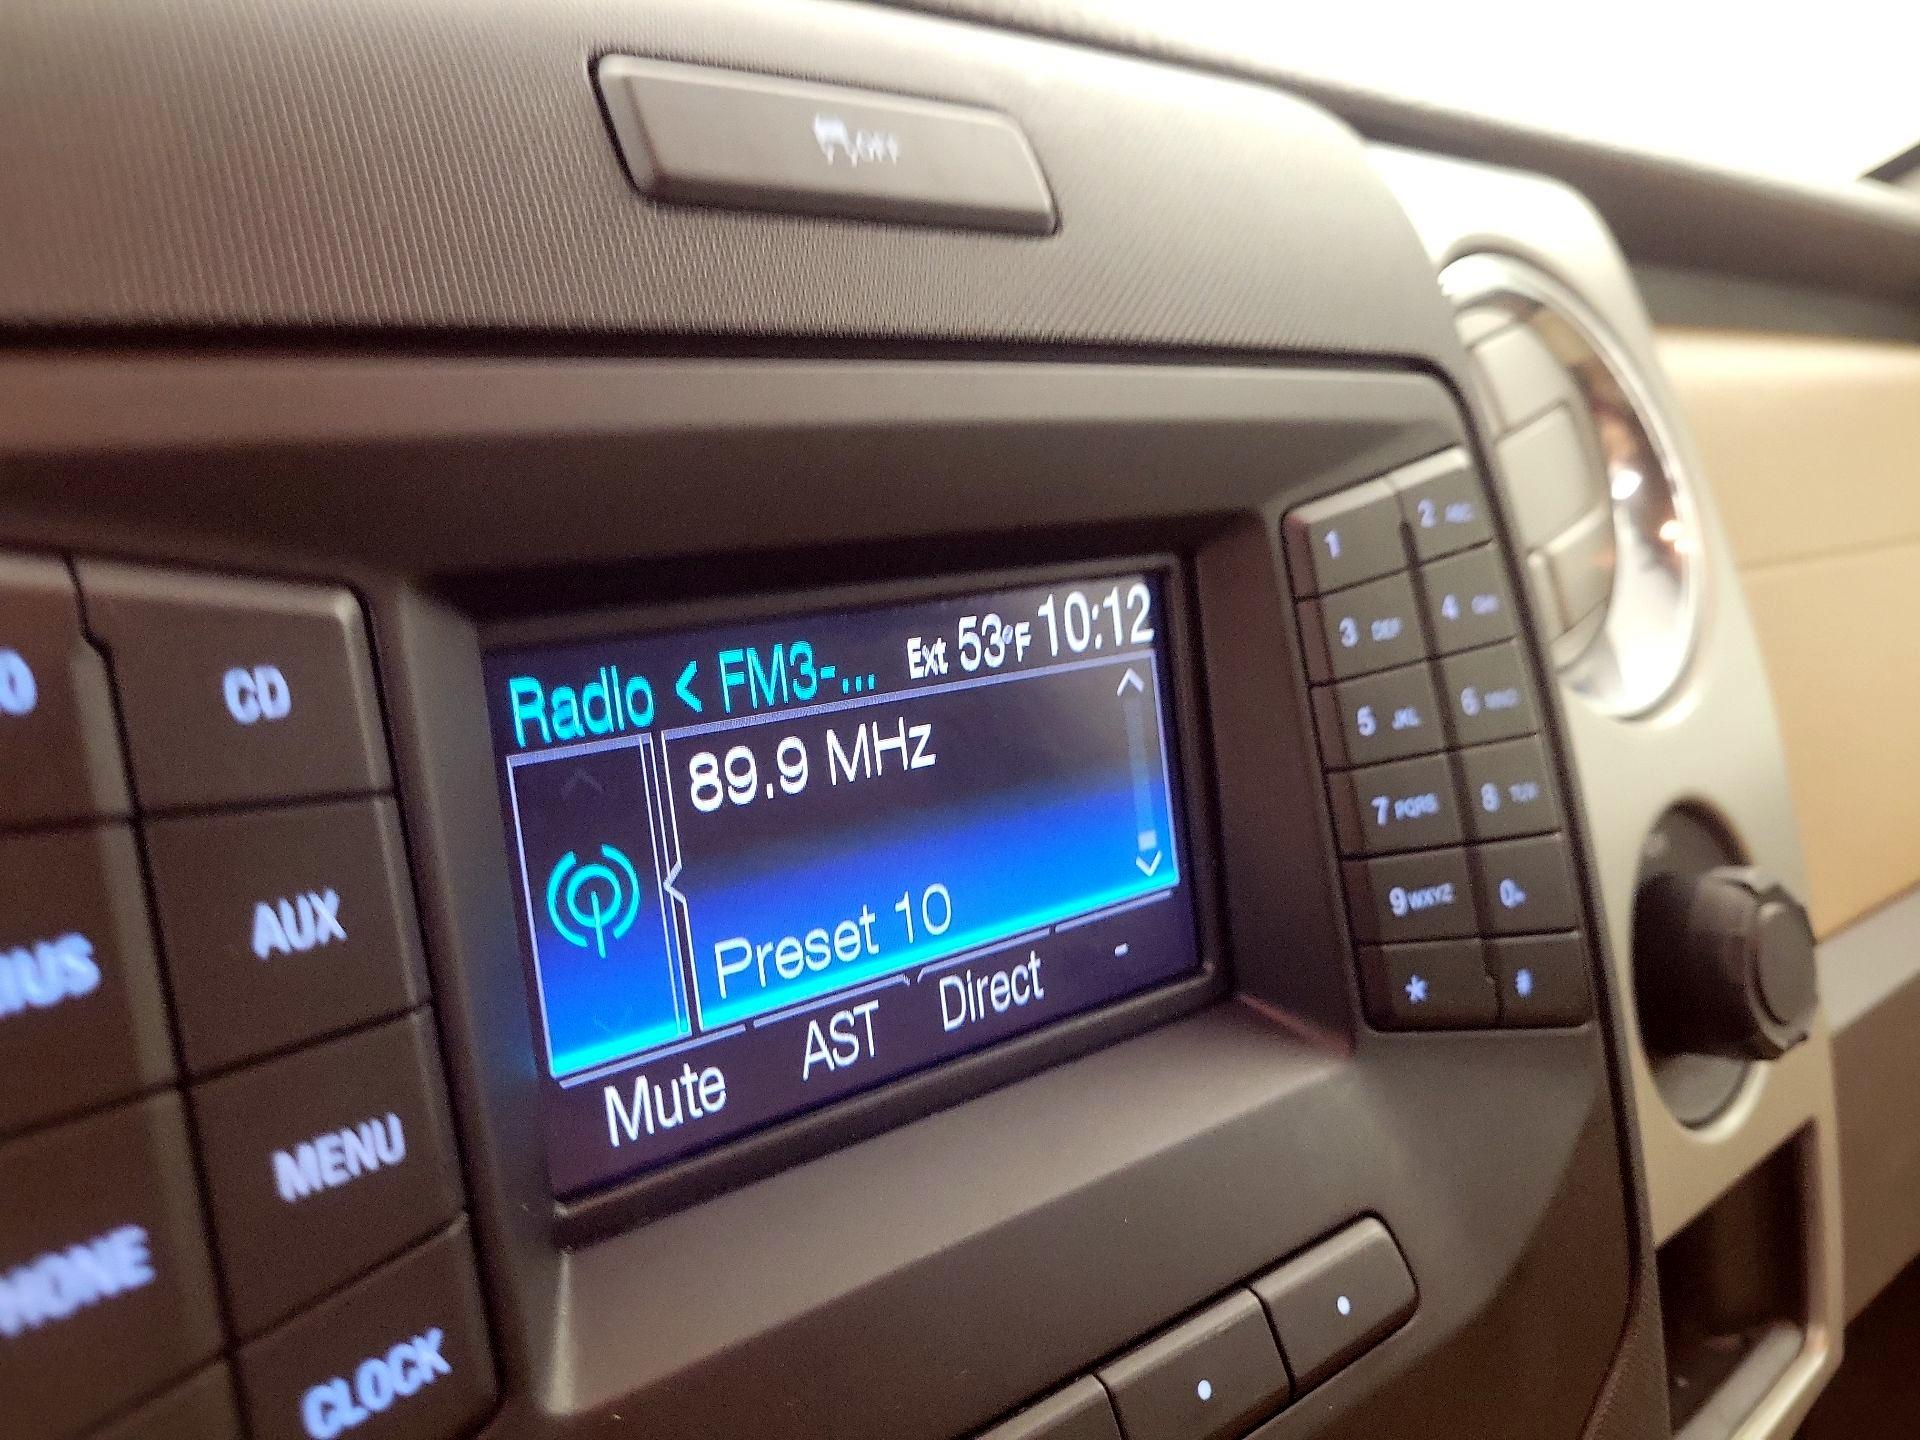 OFF
Radio < FM3-... Ext 53°F 10:12
89.9 MHz
Preset 10
Mute AST Direct -
CD
AUX
MENU
CLOCK
1 2 ABC
3 DEF 4 GHI
5 JKL 6 MNO
7 PQRS 8 TUV
9 WXYZ 0+
* #